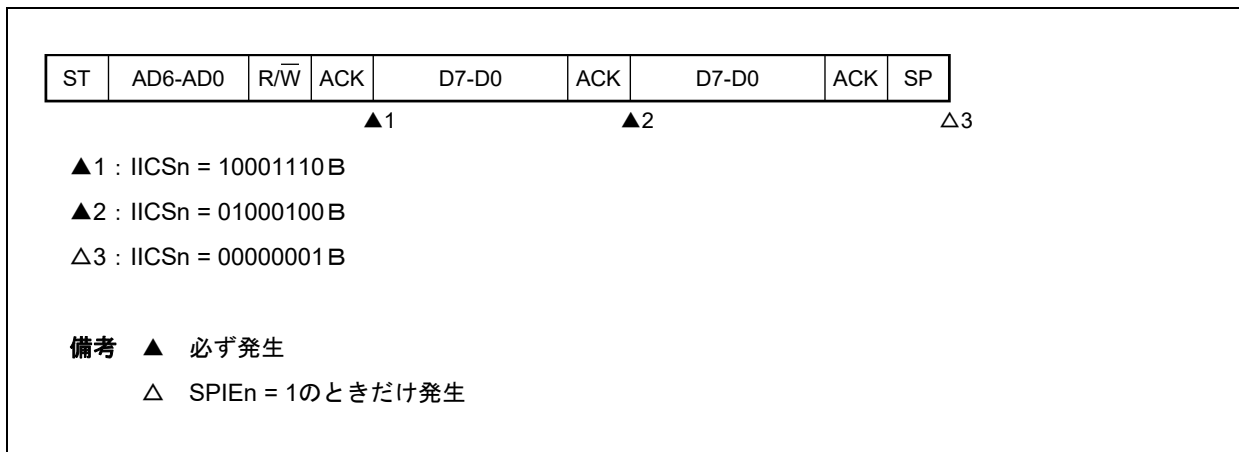 ST AD6-AD0 R/W̅ ACK D7-D0 ACK D7-D0 ACK SP
▲1 ▲2 △3
▲1：IICSn = 10001110B
▲2：IICSn = 01000100B
△3：IICSn = 00000001B
備考 ▲ 必ず発生
△ SPIEn = 1のときだけ発生